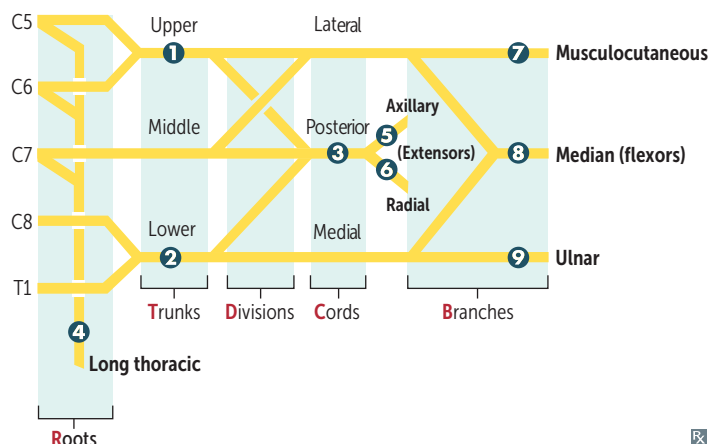 C5
Upper
Lateral
1
7
Musculocutaneous
C6
Axillary
Middle
Posterior
5
C7
3
(Extensors)
8
Median (flexors)
6
Radial
C8
Lower
Medial
2
9
Ulnar
T1
Trunks
Divisions
Cords
Branches
4
Long thoracic
Roots
Rx